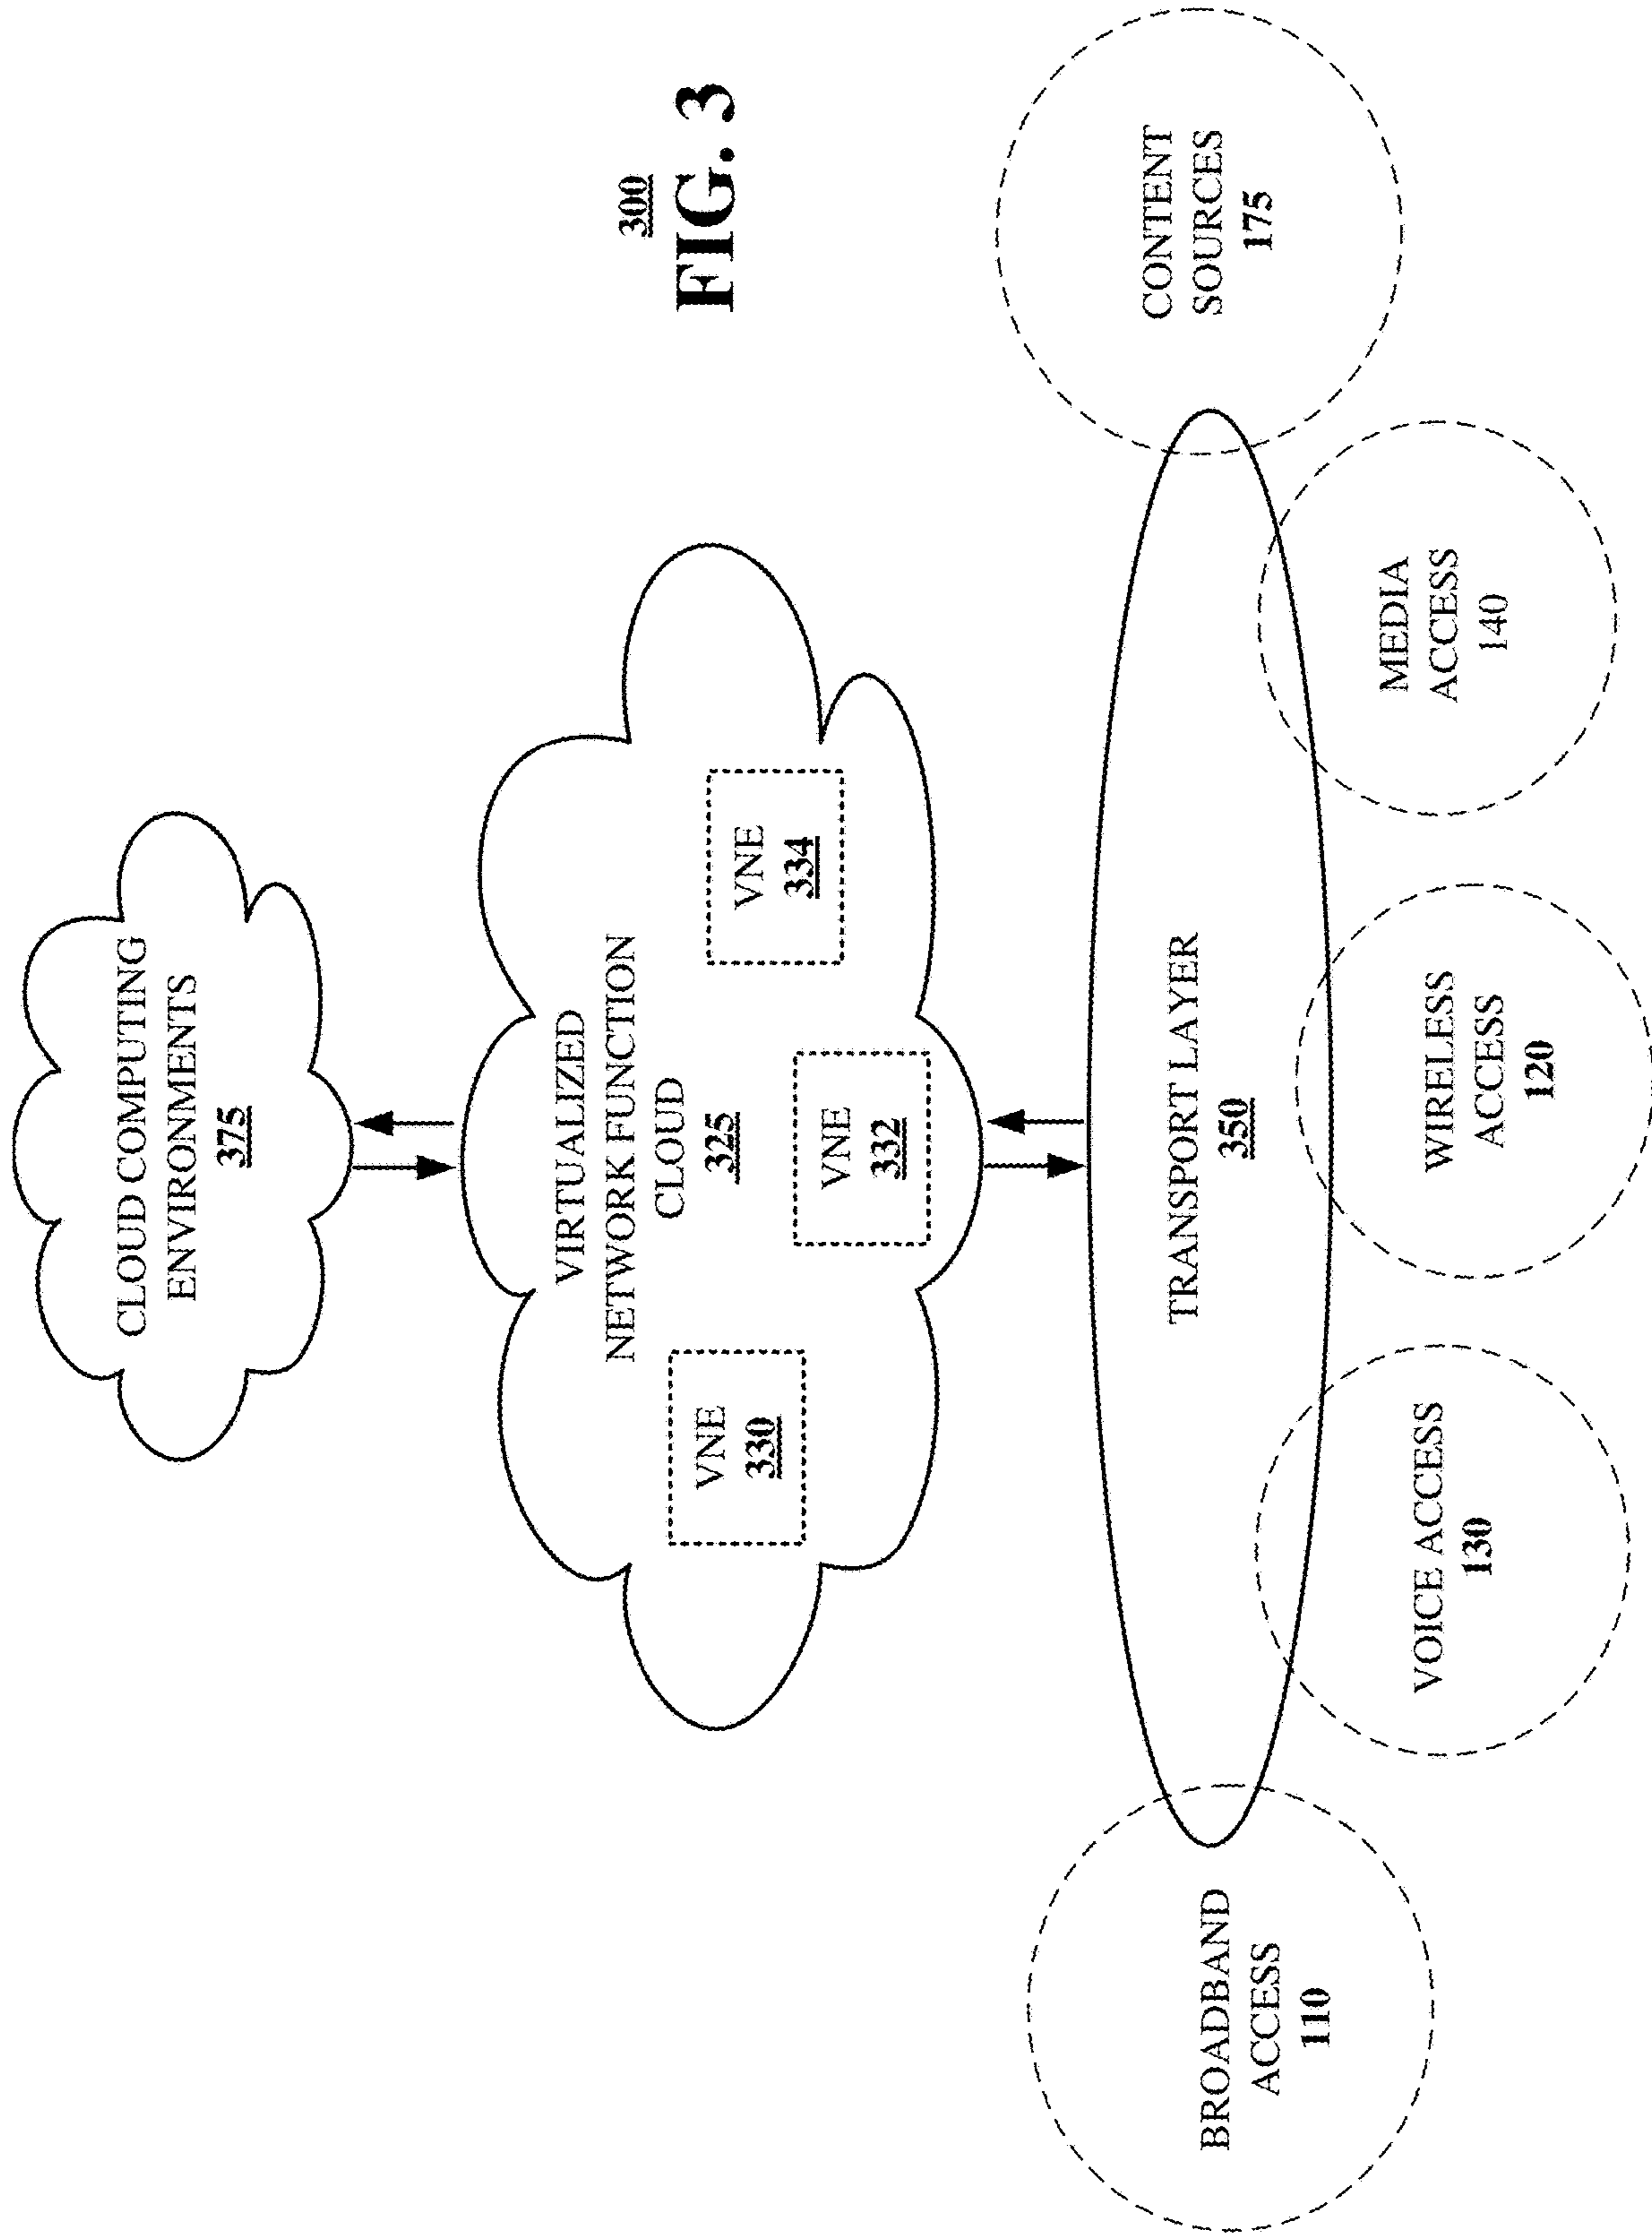 CLOUD COMPUTING
ENVIRONMENTS
375
VIRTUALIZED
NETWORK FUNCTION
CLOUD
325
VNE
330
VNE
332
VNE
334
300
FIG. 3
TRANSPORT LAYER
350
BROADBAND
ACCESS
110
VOICE ACCESS
130
WIRELESS
ACCESS
120
MEDIA
ACCESS
140
CONTENT
SOURCES
175